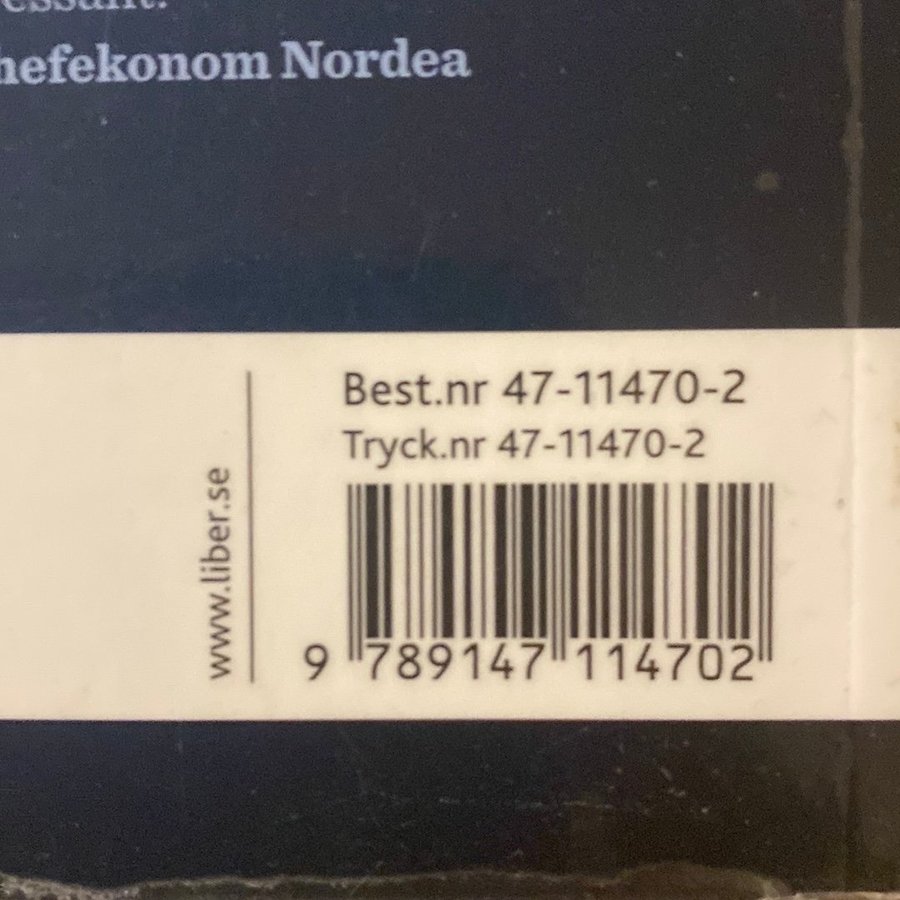 hefekonom Nordea
Best.nr 47-11470-2
Tryck.nr 47-11470-2
www.liber.se
9 789147 114702